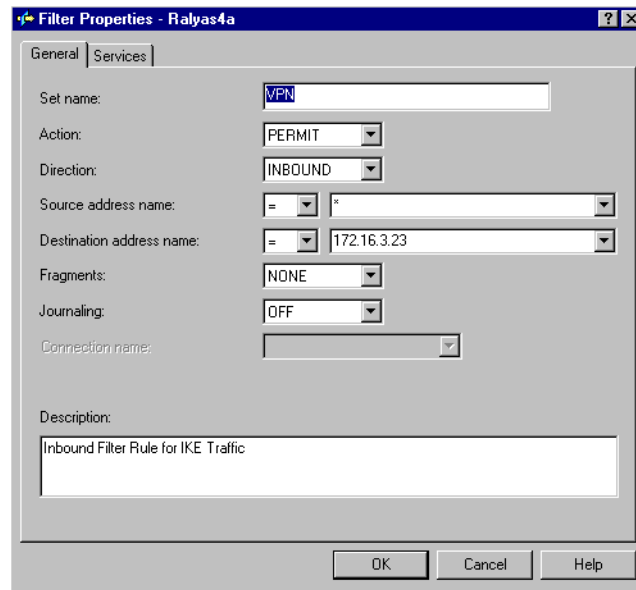 Filter Properties - Ralyas4a
General Services
Set name: VPN
Action: PERMIT
Direction: INBOUND
Source address name: = *
Destination address name: = 172.16.3.23
Fragments: NONE
Journaling: OFF
Connection name:
Description:
Inbound Filter Rule for IKE Traffic
OK Cancel Help